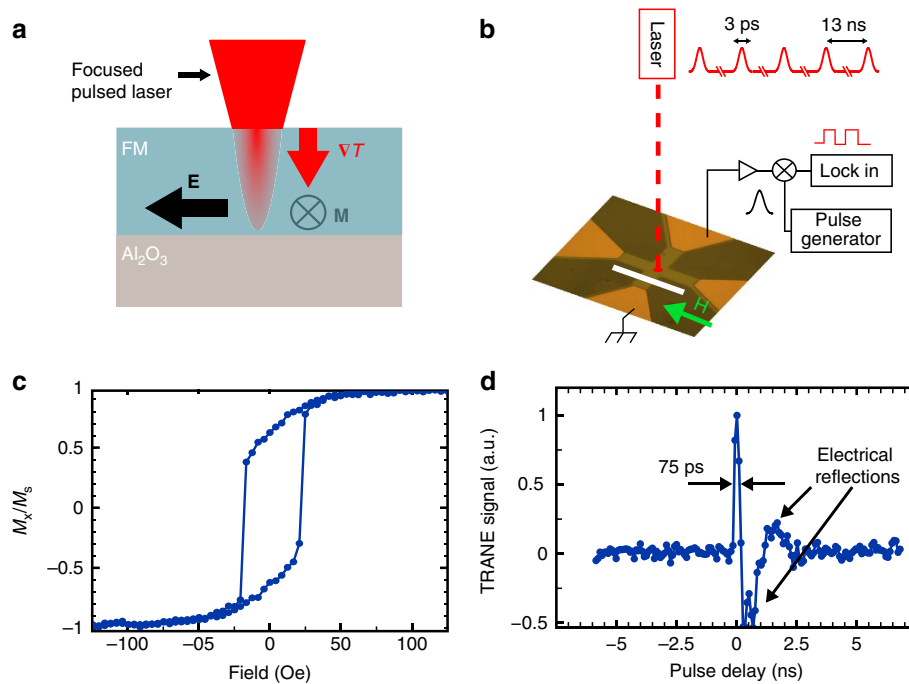 a
Focused
pulsed laser
FM
∇T
E
M
Al₂O₃
b
Laser
3 ps
13 ns
Lock in
Pulse
generator
H
c
1
0.5
0
−0.5
−1
Mₓ/Mₛ
−100
−50
0
50
100
Field (Oe)
d
1
0.5
0
−0.5
TRANE signal (a.u.)
75 ps
Electrical
reflections
−5
−2.5
0
2.5
5
Pulse delay (ns)